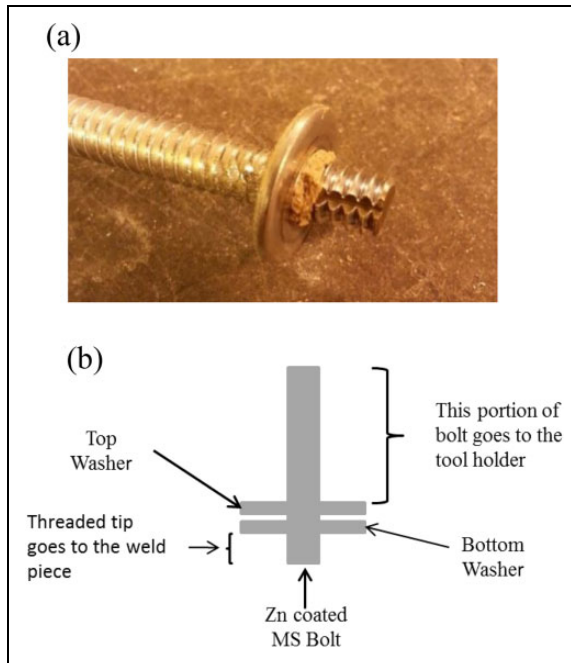 (a)
(b)
This portion of
bolt goes to the
tool holder
Top
Washer
Threaded tip
goes to the weld
piece
Bottom
Washer
Zn coated
MS Bolt